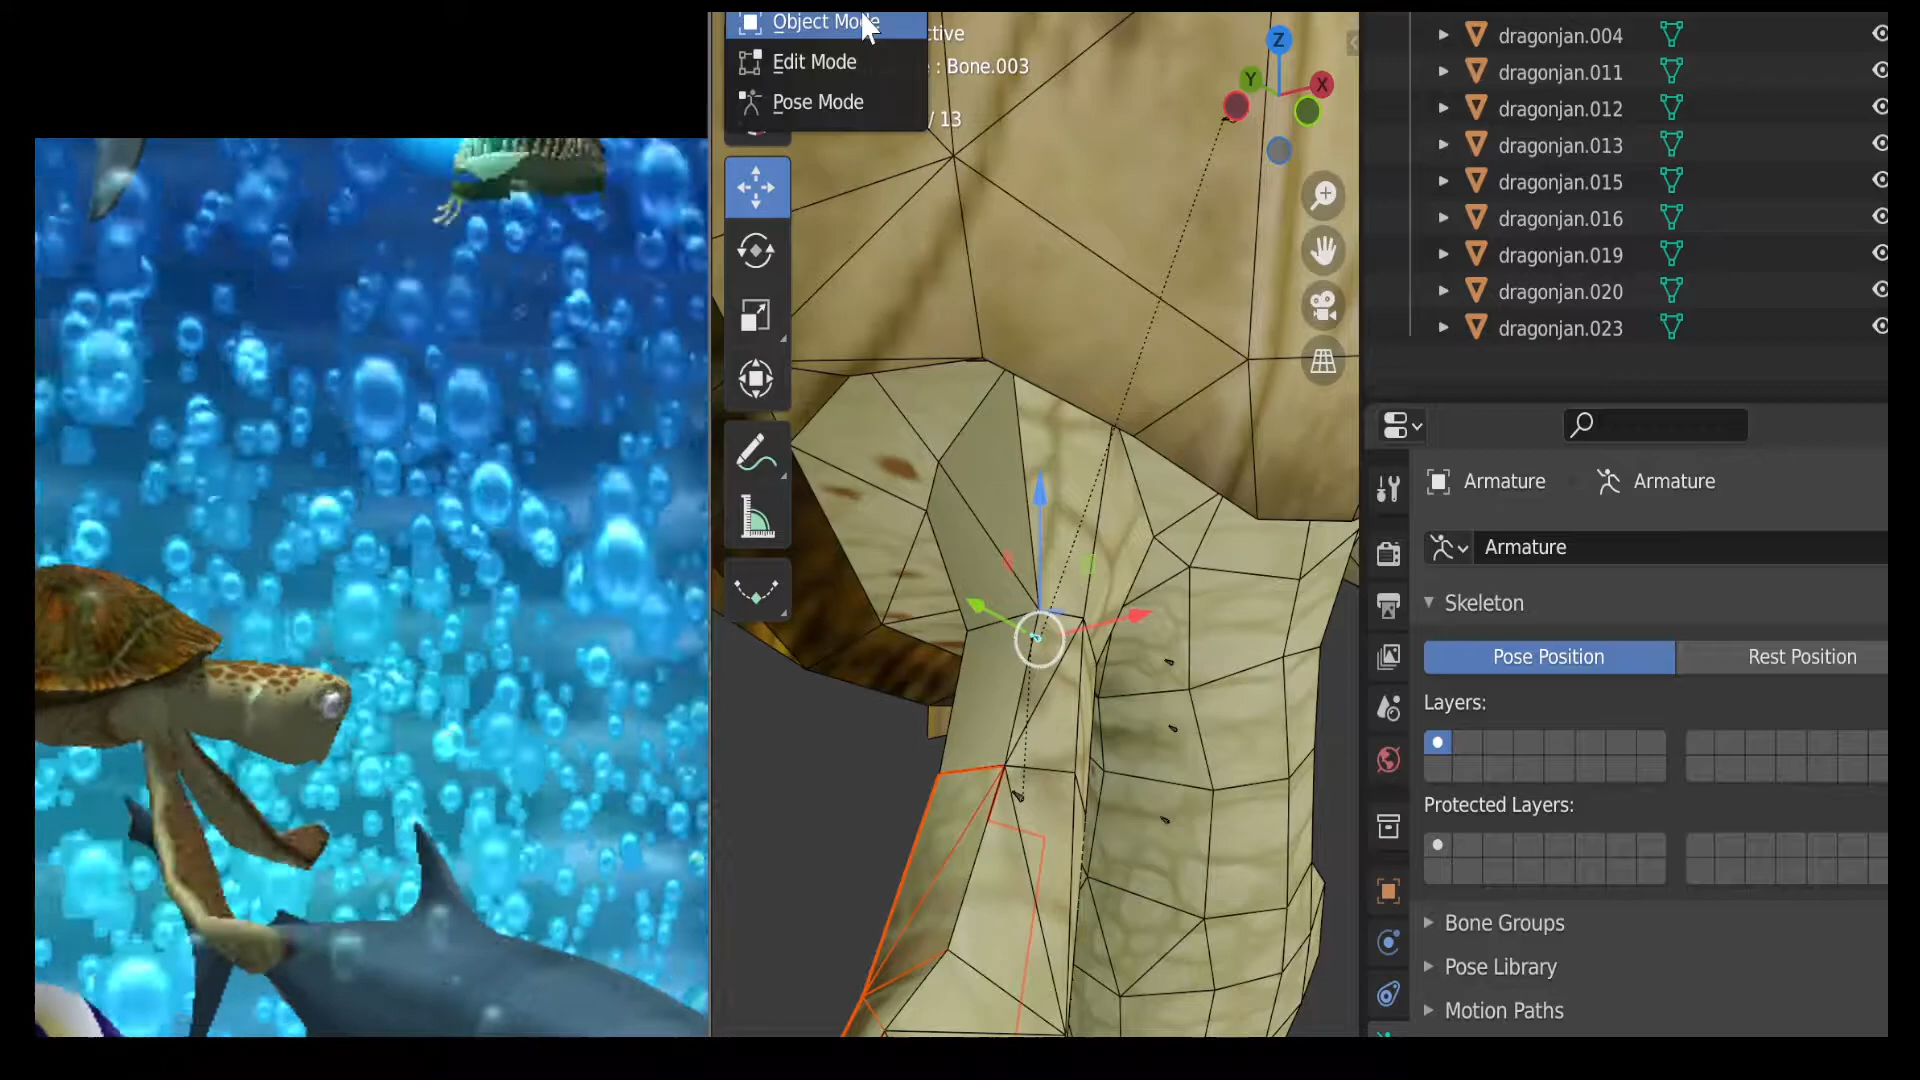 Object Mode
ctive
Edit Mode
: Bone.003
Pose Mode
/ 13
Z
Y
X
dragonjan.004
dragonjan.011
dragonjan.012
dragonjan.013
dragonjan.015
dragonjan.016
dragonjan.019
dragonjan.020
dragonjan.023
Armature
Armature
Armature
Skeleton
Pose Position
Rest Position
Layers:
Protected Layers:
Bone Groups
Pose Library
Motion Paths